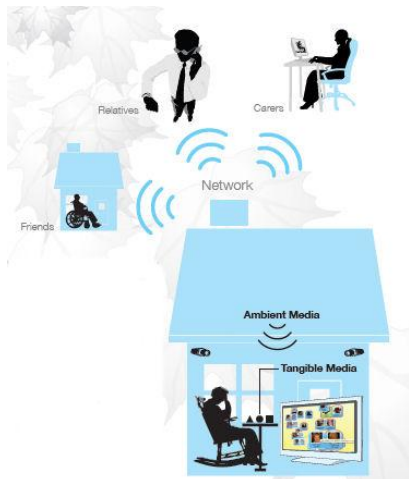 Relatives
Carers
Network
Friends
Ambient Media
Tangible Media